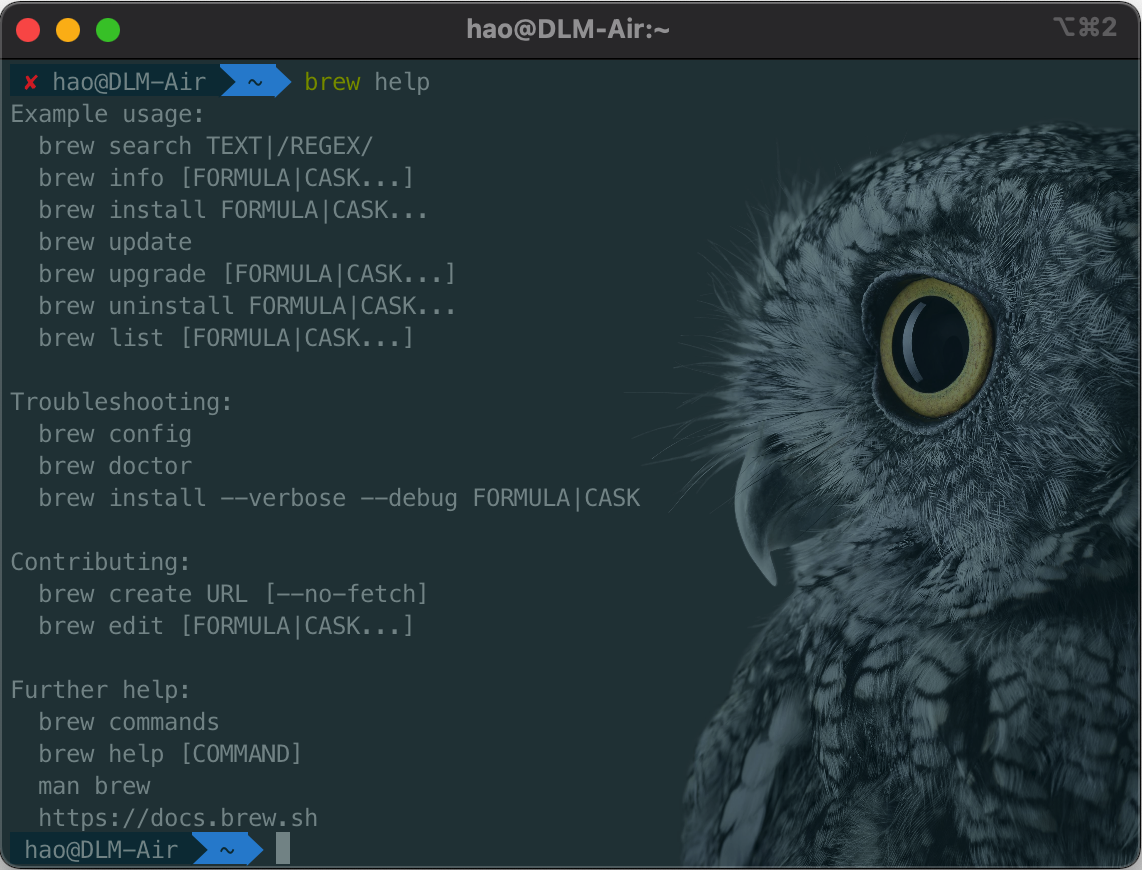 hao@DLM-Air:~
⌥⌘2
✘ hao@DLM-Air ~ brew help
Example usage:
  brew search TEXT|/REGEX/
  brew info [FORMULA|CASK...]
  brew install FORMULA|CASK...
  brew update
  brew upgrade [FORMULA|CASK...]
  brew uninstall FORMULA|CASK...
  brew list [FORMULA|CASK...]

Troubleshooting:
  brew config
  brew doctor
  brew install --verbose --debug FORMULA|CASK

Contributing:
  brew create URL [--no-fetch]
  brew edit [FORMULA|CASK...]

Further help:
  brew commands
  brew help [COMMAND]
  man brew
  https://docs.brew.sh
hao@DLM-Air ~